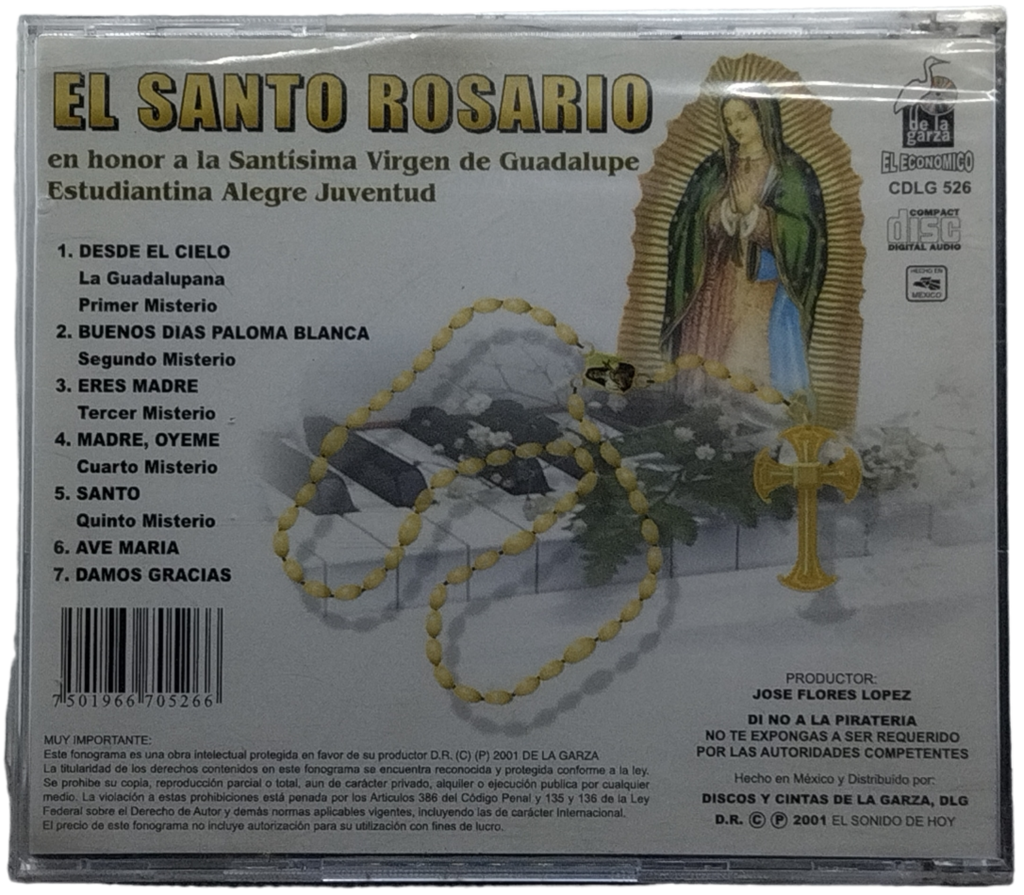 EL SANTO ROSARIO
en honor a la Santísima Virgen de Guadalupe
Estudiantina Alegre Juventud
de la
garza
EL ECONOMICO
CDLG 526
COMPACT
disc
DIGITAL AUDIO
HECHO EN
MEXICO
1. DESDE EL CIELO
La Guadalupana
Primer Misterio
2. BUENOS DIAS PALOMA BLANCA
Segundo Misterio
3. ERES MADRE
Tercer Misterio
4. MADRE, OYEME
Cuarto Misterio
5. SANTO
Quinto Misterio
6. AVE MARIA
7. DAMOS GRACIAS
7 501966 705266
MUY IMPORTANTE:
Este fonograma es una obra intelectual protegida en favor de su productor D.R. (C) (P) 2001 DE LA GARZA
La titularidad de los derechos contenidos en este fonograma se encuentra reconocida y protegida conforme a la ley.
Se prohibe su copia, reproducción parcial o total, aun de carácter privado, alquiler o ejecución publica por cualquier
medio. La violación a estas prohibiciones está penada por los Articulos 386 del Código Penal y 135 y 136 de la Ley
Federal sobre el Derecho de Autor y demás normas aplicables vigentes, incluyendo las de carácter Internacional.
El precio de este fonograma no incluye autorización para su utilización con fines de lucro.
PRODUCTOR:
JOSE FLORES LOPEZ
DI NO A LA PIRATERIA
NO TE EXPONGAS A SER REQUERIDO
POR LAS AUTORIDADES COMPETENTES
Hecho en México y Distribuido por:
DISCOS Y CINTAS DE LA GARZA, DLG
D.R. © ℗ 2001 EL SONIDO DE HOY